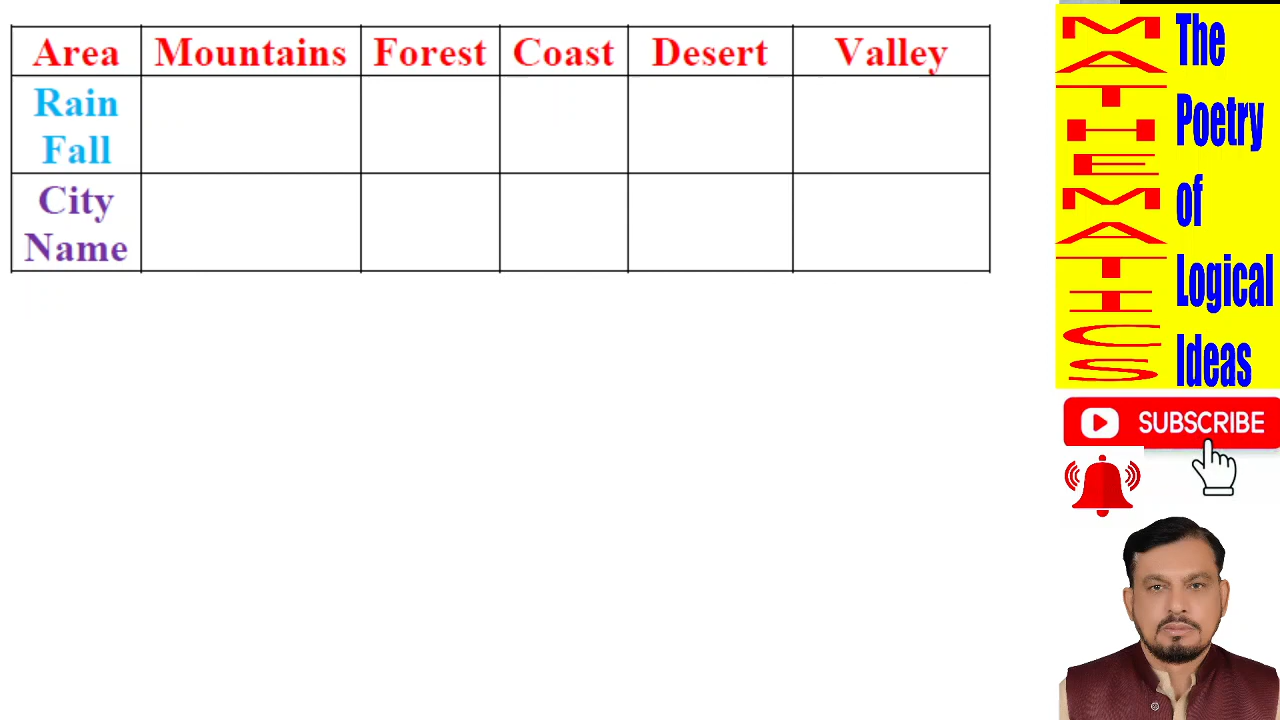 Area Mountains Forest Coast Desert Valley
Rain
Fall
City
Name
MATHEMATICS
The
Poetry
of
Logical
Ideas
SUBSCRIBE